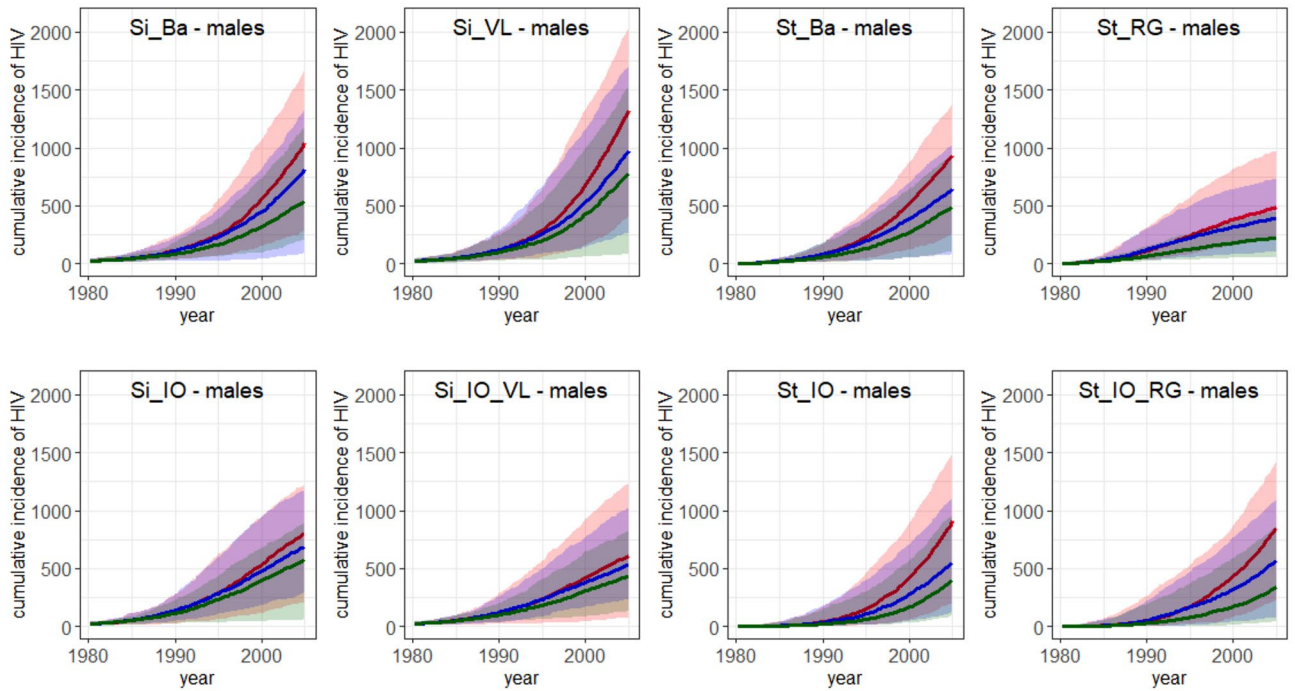 Si_Ba - males
cumulative incidence of HIV
2000
1500
1000
500
0
1980
1990
2000
year
Si_VL - males
cumulative incidence of HIV
2000
1500
1000
500
0
1980
1990
2000
year
St_Ba - males
cumulative incidence of HIV
2000
1500
1000
500
0
1980
1990
2000
year
St_RG - males
cumulative incidence of HIV
2000
1500
1000
500
0
1980
1990
2000
year
Si_IO - males
cumulative incidence of HIV
2000
1500
1000
500
0
1980
1990
2000
year
Si_IO_VL - males
cumulative incidence of HIV
2000
1500
1000
500
0
1980
1990
2000
year
St_IO - males
cumulative incidence of HIV
2000
1500
1000
500
0
1980
1990
2000
year
St_IO_RG - males
cumulative incidence of HIV
2000
1500
1000
500
0
1980
1990
2000
year